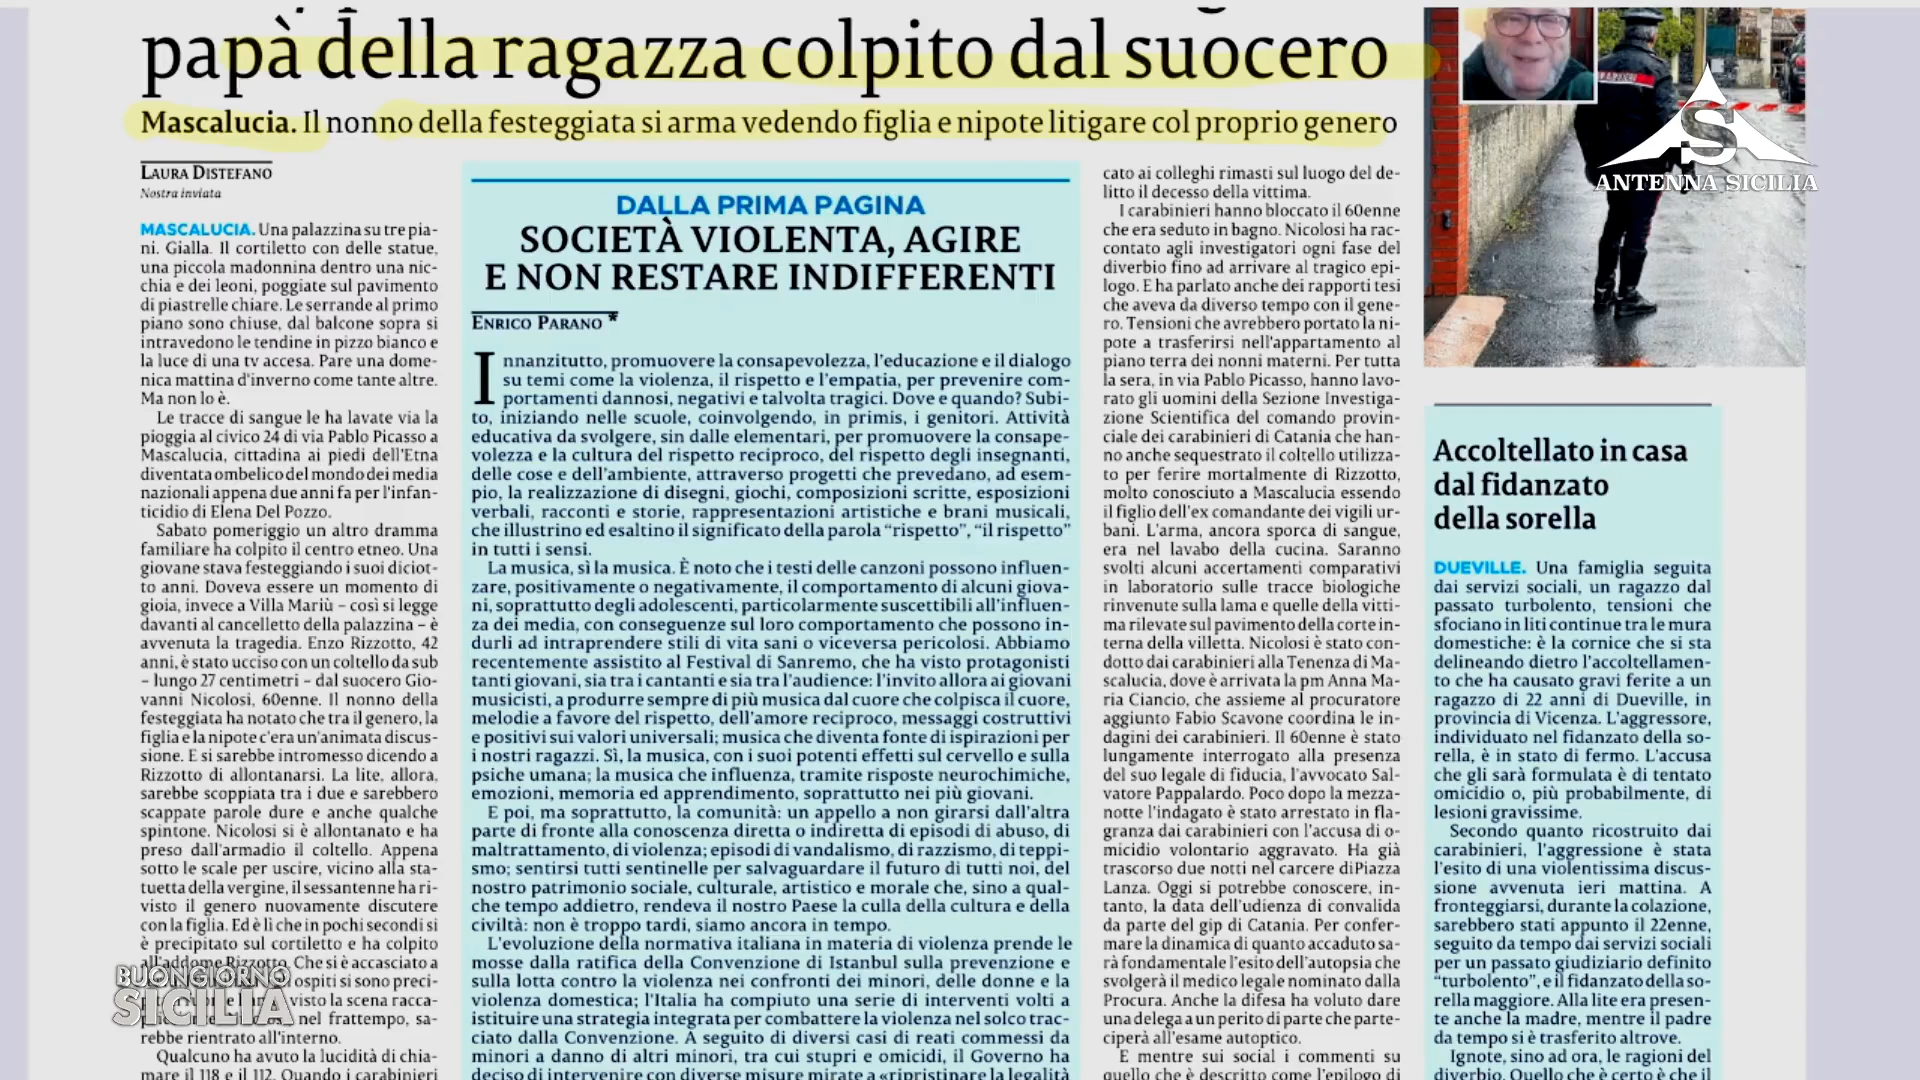 papà della ragazza colpito dal suocero
Mascalucia. Il nonno della festeggiata si arma vedendo figlia e nipote litigare col proprio genero
LAURA DISTEFANO
Nostra inviata
MASCALUCIA. Una palazzina su tre pia-
ni. Gialla. Il cortiletto con delle statue,
una piccola madonnina dentro una nic-
chia e dei leoni, poggiate sul pavimento
di piastrelle chiare. Le serrande al primo
piano sono chiuse, dal balcone sopra si
intravedono le tendine in pizzo bianco e
la luce di una tv accesa. Pare una dome-
nica mattina d'inverno come tante altre.
Ma non lo è.
Le tracce di sangue le ha lavate via la
pioggia al civico 24 di via Pablo Picasso a
Mascalucia, cittadina ai piedi dell'Etna
diventata ombelico del mondo dei media
nazionali appena due anni fa per l'infan-
ticidio di Elena Del Pozzo.
Sabato pomeriggio un altro dramma
familiare ha colpito il centro etneo. Una
giovane stava festeggiando i suoi diciot-
to anni. Doveva essere un momento di
gioia, invece a Villa Mariù – così si legge
davanti al cancelletto della palazzina – è
avvenuta la tragedia. Enzo Rizzotto, 42
anni, è stato ucciso con un coltello da sub
– lungo 27 centimetri – dal suocero Gio-
vanni Nicolosi, 60enne. Il nonno della
festeggiata ha notato che tra il genero, la
figlia e la nipote c'era un'animata discus-
sione. E si sarebbe intromesso dicendo a
Rizzotto di allontanarsi. La lite, allora,
sarebbe scoppiata tra i due e sarebbero
scappate parole dure e anche qualche
spintone. Nicolosi si è allontanato e ha
preso dall'armadio il coltello. Appena
sotto le scale per uscire, vicino alla sta-
tuetta della vergine, il sessantenne ha ri-
visto il genero nuovamente discutere
con la figlia. Ed è lì che in pochi secondi si
è precipitato sul cortiletto e ha colpito
all'addome Rizzotto. Che si è accasciato a
ospiti si sono preci-
visto la scena racca-
nel frattempo, sa-
rebbe rientrato all'interno.
Qualcuno ha avuto la lucidità di chia-
mare il 118 e il 112. Quando i carabinieri
DALLA PRIMA PAGINA
SOCIETÀ VIOLENTA, AGIRE
E NON RESTARE INDIFFERENTI
ENRICO PARANO *
Innanzitutto, promuovere la consapevolezza, l'educazione e il dialogo
su temi come la violenza, il rispetto e l'empatia, per prevenire com-
portamenti dannosi, negativi e talvolta tragici. Dove e quando? Subi-
to, iniziando nelle scuole, coinvolgendo, in primis, i genitori. Attività
educativa da svolgere, sin dalle elementari, per promuovere la consape-
volezza e la cultura del rispetto reciproco, del rispetto degli insegnanti,
delle cose e dell'ambiente, attraverso progetti che prevedano, ad esem-
pio, la realizzazione di disegni, giochi, composizioni scritte, esposizioni
verbali, racconti e storie, rappresentazioni artistiche e brani musicali,
che illustrino ed esaltino il significato della parola “rispetto”, “il rispetto”
in tutti i sensi.
La musica, sì la musica. È noto che i testi delle canzoni possono influen-
zare, positivamente o negativamente, il comportamento di alcuni giova-
ni, soprattutto degli adolescenti, particolarmente suscettibili all'influen-
za dei media, con conseguenze sul loro comportamento che possono in-
durli ad intraprendere stili di vita sani o viceversa pericolosi. Abbiamo
recentemente assistito al Festival di Sanremo, che ha visto protagonisti
tanti giovani, sia tra i cantanti e sia tra l'audience: l'invito allora ai giovani
musicisti, a produrre sempre di più musica dal cuore che colpisca il cuore,
melodie a favore del rispetto, dell'amore reciproco, messaggi costruttivi
e positivi sui valori universali; musica che diventa fonte di ispirazioni per
i nostri ragazzi. Sì, la musica, con i suoi potenti effetti sul cervello e sulla
psiche umana; la musica che influenza, tramite risposte neurochimiche,
emozioni, memoria ed apprendimento, soprattutto nei più giovani.
E poi, ma soprattutto, la comunità: un appello a non girarsi dall'altra
parte di fronte alla conoscenza diretta o indiretta di episodi di abuso, di
maltrattamento, di violenza; episodi di vandalismo, di razzismo, di teppi-
smo; sentirsi tutti sentinelle per salvaguardare il futuro di tutti noi, del
nostro patrimonio sociale, culturale, artistico e morale che, sino a qual-
che tempo addietro, rendeva il nostro Paese la culla della cultura e della
civiltà: non è troppo tardi, siamo ancora in tempo.
L'evoluzione della normativa italiana in materia di violenza prende le
mosse dalla ratifica della Convenzione di Istanbul sulla prevenzione e
sulla lotta contro la violenza nei confronti dei minori, delle donne e la
violenza domestica; l'Italia ha compiuto una serie di interventi volti a
istituire una strategia integrata per combattere la violenza nel solco trac-
ciato dalla Convenzione. A seguito di diversi casi di reati commessi da
minori a danno di altri minori, tra cui stupri e omicidi, il Governo ha
deciso di intervenire con diverse misure mirate a «ripristinare la legalità
cato ai colleghi rimasti sul luogo del de-
litto il decesso della vittima.
I carabinieri hanno bloccato il 60enne
che era seduto in bagno. Nicolosi ha rac-
contato agli investigatori ogni fase del
diverbio fino ad arrivare al tragico epi-
logo. E ha parlato anche dei rapporti tesi
che aveva da diverso tempo con il gene-
ro. Tensioni che avrebbero portato la ni-
pote a trasferirsi nell'appartamento al
piano terra dei nonni materni. Per tutta
la sera, in via Pablo Picasso, hanno lavo-
rato gli uomini della Sezione Investiga-
zione Scientifica del comando provin-
ciale dei carabinieri di Catania che han-
no anche sequestrato il coltello utilizza-
to per ferire mortalmente di Rizzotto,
molto conosciuto a Mascalucia essendo
il figlio dell'ex comandante dei vigili ur-
bani. L'arma, ancora sporca di sangue,
era nel lavabo della cucina. Saranno
svolti alcuni accertamenti comparativi
in laboratorio sulle tracce biologiche
rinvenute sulla lama e quelle della vitti-
ma rilevate sul pavimento della corte in-
terna della villetta. Nicolosi è stato con-
dotto dai carabinieri alla Tenenza di Ma-
scalucia, dove è arrivata la pm Anna Ma-
ria Ciancio, che assieme al procuratore
aggiunto Fabio Scavone coordina le in-
dagini dei carabinieri. Il 60enne è stato
lungamente interrogato alla presenza
del suo legale di fiducia, l'avvocato Sal-
vatore Pappalardo. Poco dopo la mezza-
notte l'indagato è stato arrestato in fla-
granza dai carabinieri con l'accusa di o-
micidio volontario aggravato. Ha già
trascorso due notti nel carcere diPiazza
Lanza. Oggi si potrebbe conoscere, in-
tanto, la data dell'udienza di convalida
da parte del gip di Catania. Per confer-
mare la dinamica di quanto accaduto sa-
rà fondamentale l'esito dell'autopsia che
svolgerà il medico legale nominato dalla
Procura. Anche la difesa ha voluto dare
una delega a un perito di parte che parte-
ciperà all'esame autoptico.
E mentre sui social i commenti su
quello che è descritto come l'epilogo di
ANTENNA SICILIA
Accoltellato in casa
dal fidanzato
della sorella
DUEVILLE. Una famiglia seguita
dai servizi sociali, un ragazzo dal
passato turbolento, tensioni che
sfociano in liti continue tra le mura
domestiche: è la cornice che si sta
delineando dietro l'accoltellamen-
to che ha causato gravi ferite a un
ragazzo di 22 anni di Dueville, in
provincia di Vicenza. L'aggressore,
individuato nel fidanzato della so-
rella, è in stato di fermo. L'accusa
che gli sarà formulata è di tentato
omicidio o, più probabilmente, di
lesioni gravissime.
Secondo quanto ricostruito dai
carabinieri, l'aggressione è stata
l'esito di una violentissima discus-
sione avvenuta ieri mattina. A
fronteggiarsi, durante la colazione,
sarebbero stati appunto il 22enne,
seguito da tempo dai servizi sociali
per un passato giudiziario definito
“turbolento”, e il fidanzato della so-
rella maggiore. Alla lite era presen-
te anche la madre, mentre il padre
da tempo si è trasferito altrove.
Ignote, sino ad ora, le ragioni del
diverbio. Quello che è certo è che il
BUONGIORNO
SICILIA